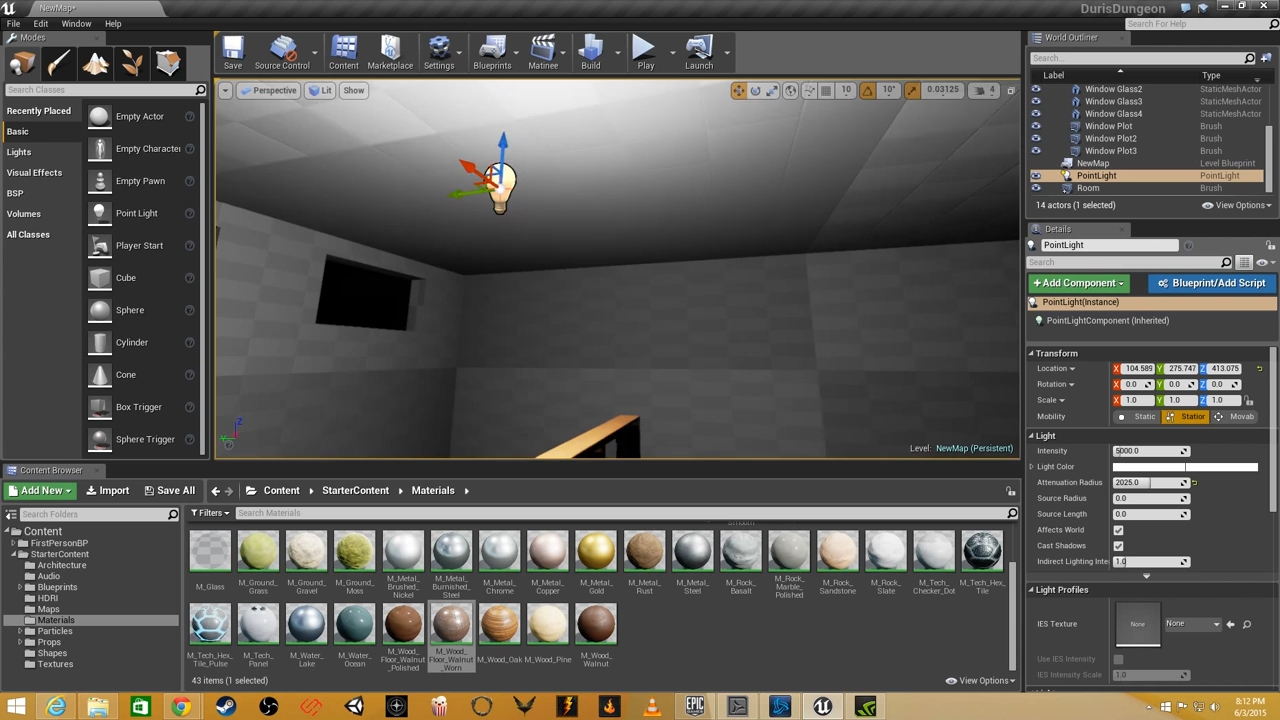 NewMap*
DurisDungeon
File Edit Window Help
Search For Help
Modes
Search Classes
Recently Placed
Basic
Lights
Visual Effects
BSP
Volumes
All Classes
Empty Actor
Empty Character
Empty Pawn
Point Light
Player Start
Cube
Sphere
Cylinder
Cone
Box Trigger
Sphere Trigger
Save Source Control Content Marketplace Settings Blueprints Matinee Build Play Launch
Perspective Lit Show 10 10° 0.03125 4
Level: NewMap (Persistent)
World Outliner
Search...
Label Type
Window Glass2 StaticMeshActor
Window Glass3 StaticMeshActor
Window Glass4 StaticMeshActor
Window Plot Brush
Window Plot2 Brush
Window Plot3 Brush
NewMap Level Blueprint
PointLight PointLight
Room Brush
14 actors (1 selected) View Options
Details
PointLight
Search
+Add Component Blueprint/Add Script
PointLight(Instance)
PointLightComponent (Inherited)
Transform
Location X 104.589 Y 275.747 Z 413.075
Rotation X 0.0 Y 0.0 Z 0.0
Scale X 1.0 Y 1.0 Z 1.0
Mobility Static Station Movab
Light
Intensity 5000.0
Light Color
Attenuation Radius 2025.0
Source Radius 0.0
Source Length 0.0
Affects World
Cast Shadows
Indirect Lighting Inte 1.0
Light Profiles
IES Texture None None
Use IES Intensity
IES Intensity Scale 1.0
Content Browser
Add New Import Save All Content StarterContent Materials
Search Folders
Filters Search Materials
Content
FirstPersonBP
StarterContent
Architecture
Audio
Blueprints
HDRI
Maps
Materials
Particles
Props
Shapes
Textures
M_Glass M_Ground_Grass M_Ground_Gravel M_Ground_Moss M_Metal_Brushed_Nickel M_Metal_Burnished_Steel M_Metal_Chrome M_Metal_Copper M_Metal_Gold M_Metal_Rust M_Metal_Steel M_Rock_Basalt M_Rock_Marble_Polished M_Rock_Sandstone M_Rock_Slate M_Tech_Checker_Dot M_Tech_Hex_Tile
M_Tech_Hex_Tile_Pulse M_Tech_Panel M_Water_Lake M_Water_Ocean M_Wood_Floor_Walnut_Polished M_Wood_Floor_Walnut_Worn M_Wood_Oak M_Wood_Pine M_Wood_Walnut
43 items (1 selected) View Options
EPIC GAMES
8:12 PM
6/3/2015